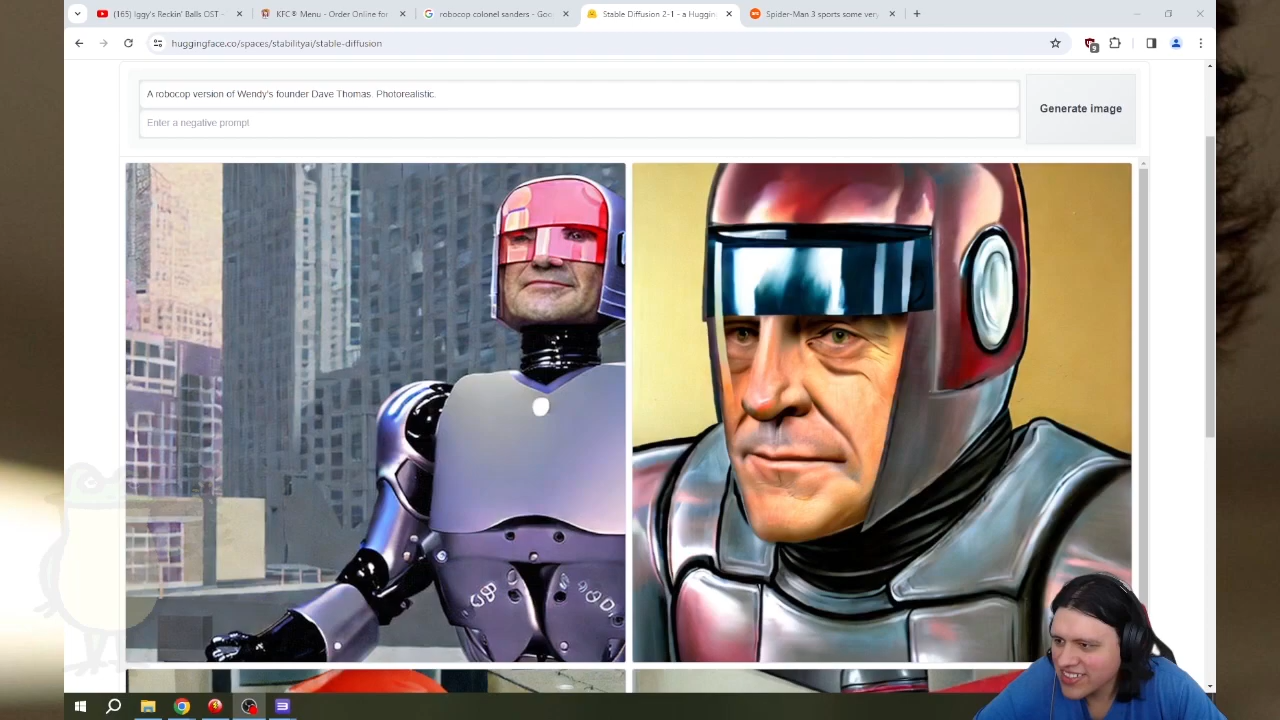 (165) Iggy's Reckin' Balls OST -
KFC® Menu - Order Online for
robocop colonel sanders - Goo
Stable Diffusion 2-1 - a Huggin
Spider-Man 3 sports some very
huggingface.co/spaces/stabilityai/stable-diffusion
9
A robocop version of Wendy's founder Dave Thomas. Photorealistic.
Enter a negative prompt
Generate image